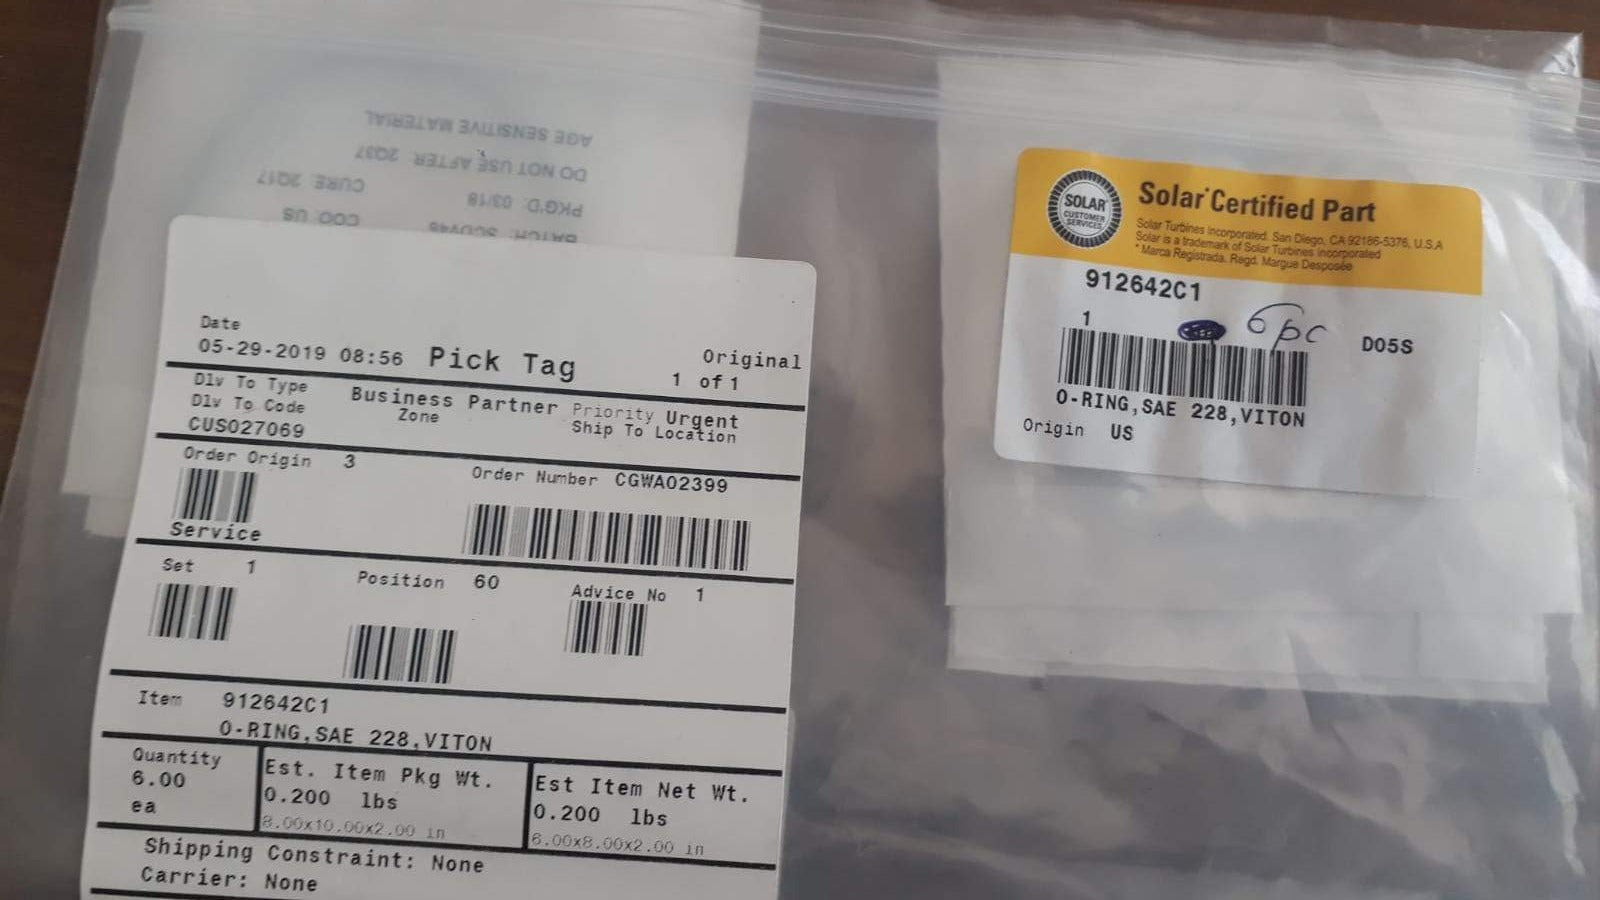 AGE SENSITIVE MATERIAL
DO NOT USE AFTER: 2Q37
PKG'D: 03/18 CURE: 2Q17
COO: US
Date
05-29-2019 08:56 Pick Tag Original
1 of 1
Dlv To Type Business Partner Priority Urgent
Dlv To Code Zone Ship To Location
CUS027069
Order Origin 3 Order Number CGWA02399
Service
Set 1 Position 60 Advice No 1
Item 912642C1
O-RING,SAE 228,VITON
Quantity Est. Item Pkg Wt. Est Item Net Wt.
6.00 0.200 lbs 0.200 lbs
ea 8.00x10.00x2.00 in 6.00x8.00x2.00 in
Shipping Constraint: None
Carrier: None
SOLAR
CUSTOMER
SERVICES
Solar Certified Part
Solar Turbines Incorporated. San Diego, CA 92186-5376, U.S.A
Solar is a trademark of Solar Turbines Incorporated
* Marca Registrada. Regd. Margue Desposée
912642C1
1 6pc D05S
O-RING,SAE 228,VITON
Origin US